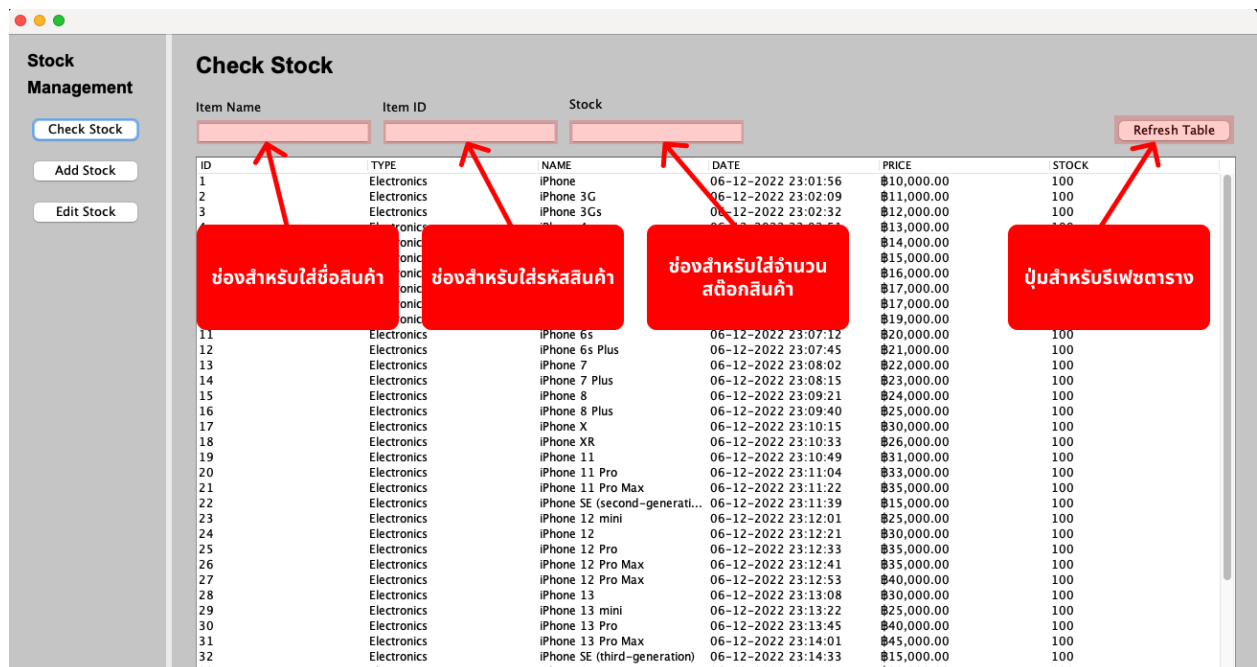 Stock
Management
Check Stock
Add Stock
Edit Stock
Check Stock
Item Name Item ID Stock
Refresh Table
ID TYPE NAME DATE PRICE STOCK
1 Electronics iPhone 06-12-2022 23:01:56 ฿10,000.00 100
2 Electronics iPhone 3G 06-12-2022 23:02:09 ฿11,000.00 100
3 Electronics iPhone 3Gs 06-12-2022 23:02:32 ฿12,000.00 100
฿13,000.00
฿14,000.00
฿15,000.00
฿16,000.00
฿17,000.00
฿17,000.00
฿19,000.00
ช่องสำหรับใส่ชื่อสินค้า
ช่องสำหรับใส่รหัสสินค้า
ช่องสำหรับใส่จำนวน
สต๊อกสินค้า
ปุ่มสำหรับรีเฟซตาราง
11 Electronics iPhone 6s 06-12-2022 23:07:12 ฿20,000.00 100
12 Electronics iPhone 6s Plus 06-12-2022 23:07:45 ฿21,000.00 100
13 Electronics iPhone 7 06-12-2022 23:08:02 ฿22,000.00 100
14 Electronics iPhone 7 Plus 06-12-2022 23:08:15 ฿23,000.00 100
15 Electronics iPhone 8 06-12-2022 23:09:21 ฿24,000.00 100
16 Electronics iPhone 8 Plus 06-12-2022 23:09:40 ฿25,000.00 100
17 Electronics iPhone X 06-12-2022 23:10:15 ฿30,000.00 100
18 Electronics iPhone XR 06-12-2022 23:10:33 ฿26,000.00 100
19 Electronics iPhone 11 06-12-2022 23:10:49 ฿31,000.00 100
20 Electronics iPhone 11 Pro 06-12-2022 23:11:04 ฿33,000.00 100
21 Electronics iPhone 11 Pro Max 06-12-2022 23:11:22 ฿35,000.00 100
22 Electronics iPhone SE (second-generati... 06-12-2022 23:11:39 ฿15,000.00 100
23 Electronics iPhone 12 mini 06-12-2022 23:12:01 ฿25,000.00 100
24 Electronics iPhone 12 06-12-2022 23:12:21 ฿30,000.00 100
25 Electronics iPhone 12 Pro 06-12-2022 23:12:33 ฿35,000.00 100
26 Electronics iPhone 12 Pro Max 06-12-2022 23:12:41 ฿35,000.00 100
27 Electronics iPhone 12 Pro Max 06-12-2022 23:12:53 ฿40,000.00 100
28 Electronics iPhone 13 06-12-2022 23:13:08 ฿30,000.00 100
29 Electronics iPhone 13 mini 06-12-2022 23:13:22 ฿25,000.00 100
30 Electronics iPhone 13 Pro 06-12-2022 23:13:45 ฿40,000.00 100
31 Electronics iPhone 13 Pro Max 06-12-2022 23:14:01 ฿45,000.00 100
32 Electronics iPhone SE (third-generation) 06-12-2022 23:14:33 ฿15,000.00 100